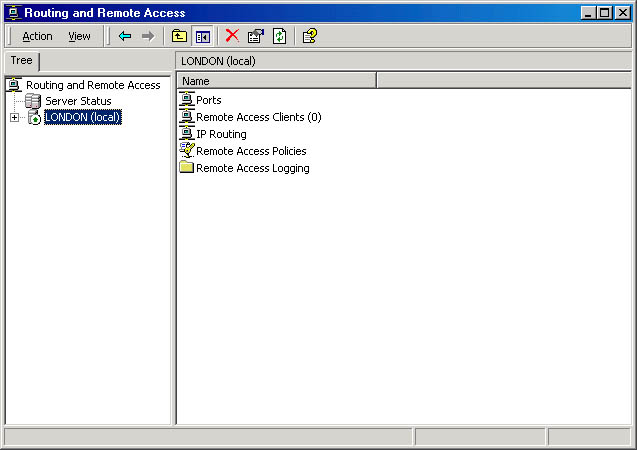 Routing and Remote Access
Action View
Tree
LONDON (local)
Routing and Remote Access
Server Status
LONDON (local)
Name
Ports
Remote Access Clients (0)
IP Routing
Remote Access Policies
Remote Access Logging